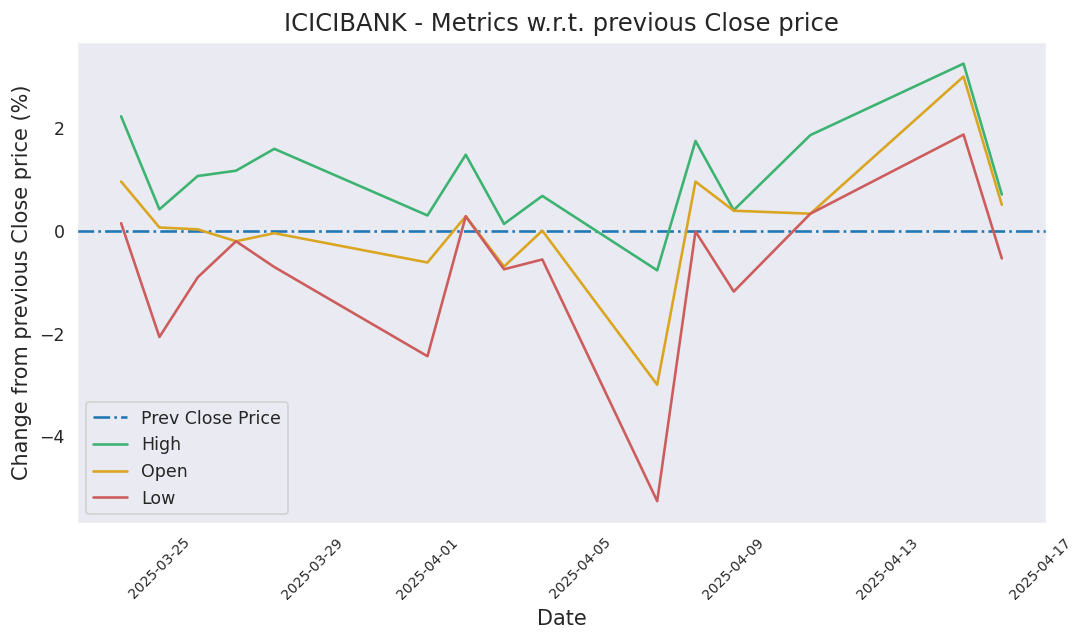 ICICIBANK - Metrics w.r.t. previous Close price
Change from previous Close price (%)
2
0
−2
−4
Prev Close Price
High
Open
Low
2025-03-25
2025-03-29
2025-04-01
2025-04-05
2025-04-09
2025-04-13
2025-04-17
Date